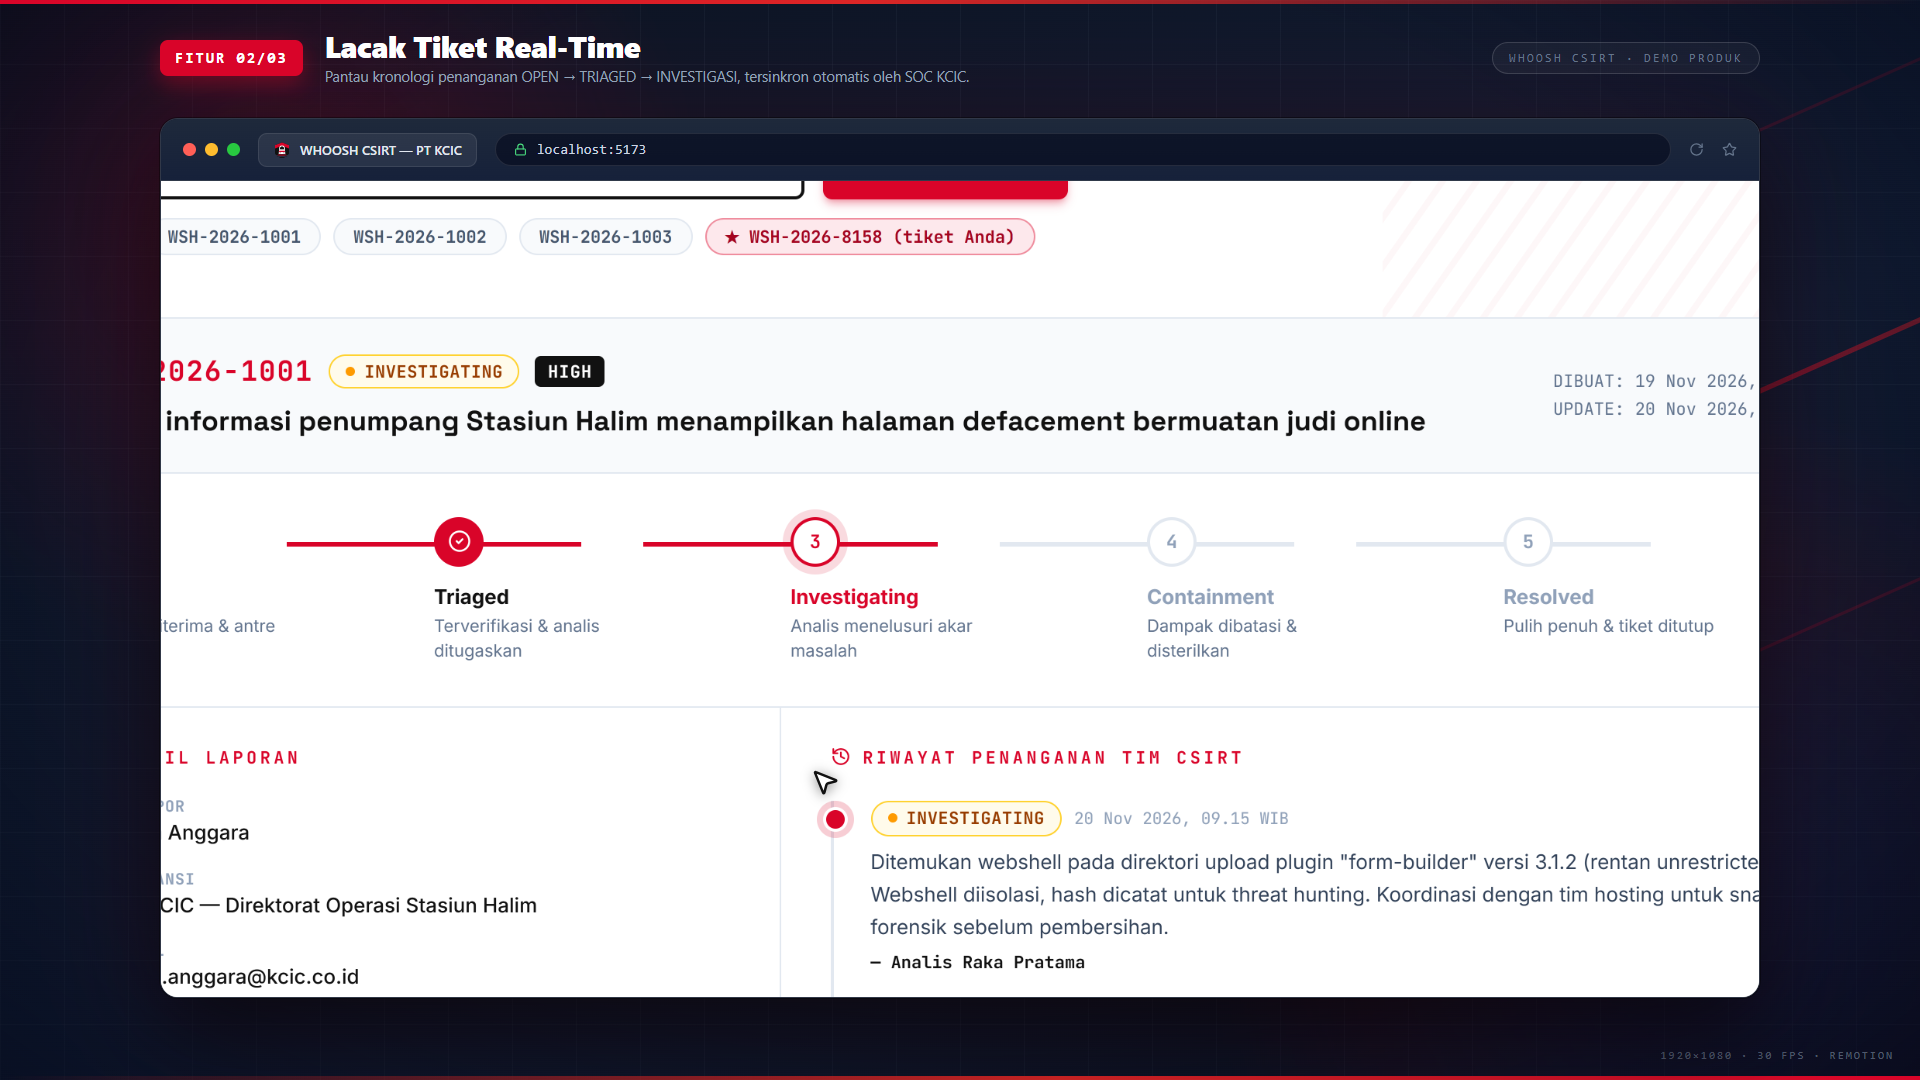 FITUR 02/03
Lacak Tiket Real-Time
Pantau kronologi penanganan OPEN → TRIAGED → INVESTIGASI, tersinkron otomatis oleh SOC KCIC.
WHOOSH CSIRT · DEMO PRODUK
WHOOSH CSIRT — PT KCIC
localhost:5173
WSH-2026-1001
WSH-2026-1002
WSH-2026-1003
★ WSH-2026-8158 (tiket Anda)
2026-1001
INVESTIGATING
HIGH
informasi penumpang Stasiun Halim menampilkan halaman defacement bermuatan judi online
DIBUAT: 19 Nov 2026,
UPDATE: 20 Nov 2026,
3
4
5
Triaged
Investigating
Containment
Resolved
iterima & antre
Terverifikasi & analis
ditugaskan
Analis menelusuri akar
masalah
Dampak dibatasi &
disterilkan
Pulih penuh & tiket ditutup
IL LAPORAN
POR
Anggara
ANSI
CIC — Direktorat Operasi Stasiun Halim
.anggara@kcic.co.id
RIWAYAT PENANGANAN TIM CSIRT
INVESTIGATING
20 Nov 2026, 09.15 WIB
Ditemukan webshell pada direktori upload plugin "form-builder" versi 3.1.2 (rentan unrestricte
Webshell diisolasi, hash dicatat untuk threat hunting. Koordinasi dengan tim hosting untuk sna
forensik sebelum pembersihan.
— Analis Raka Pratama
1920×1080 · 30 FPS · REMOTION